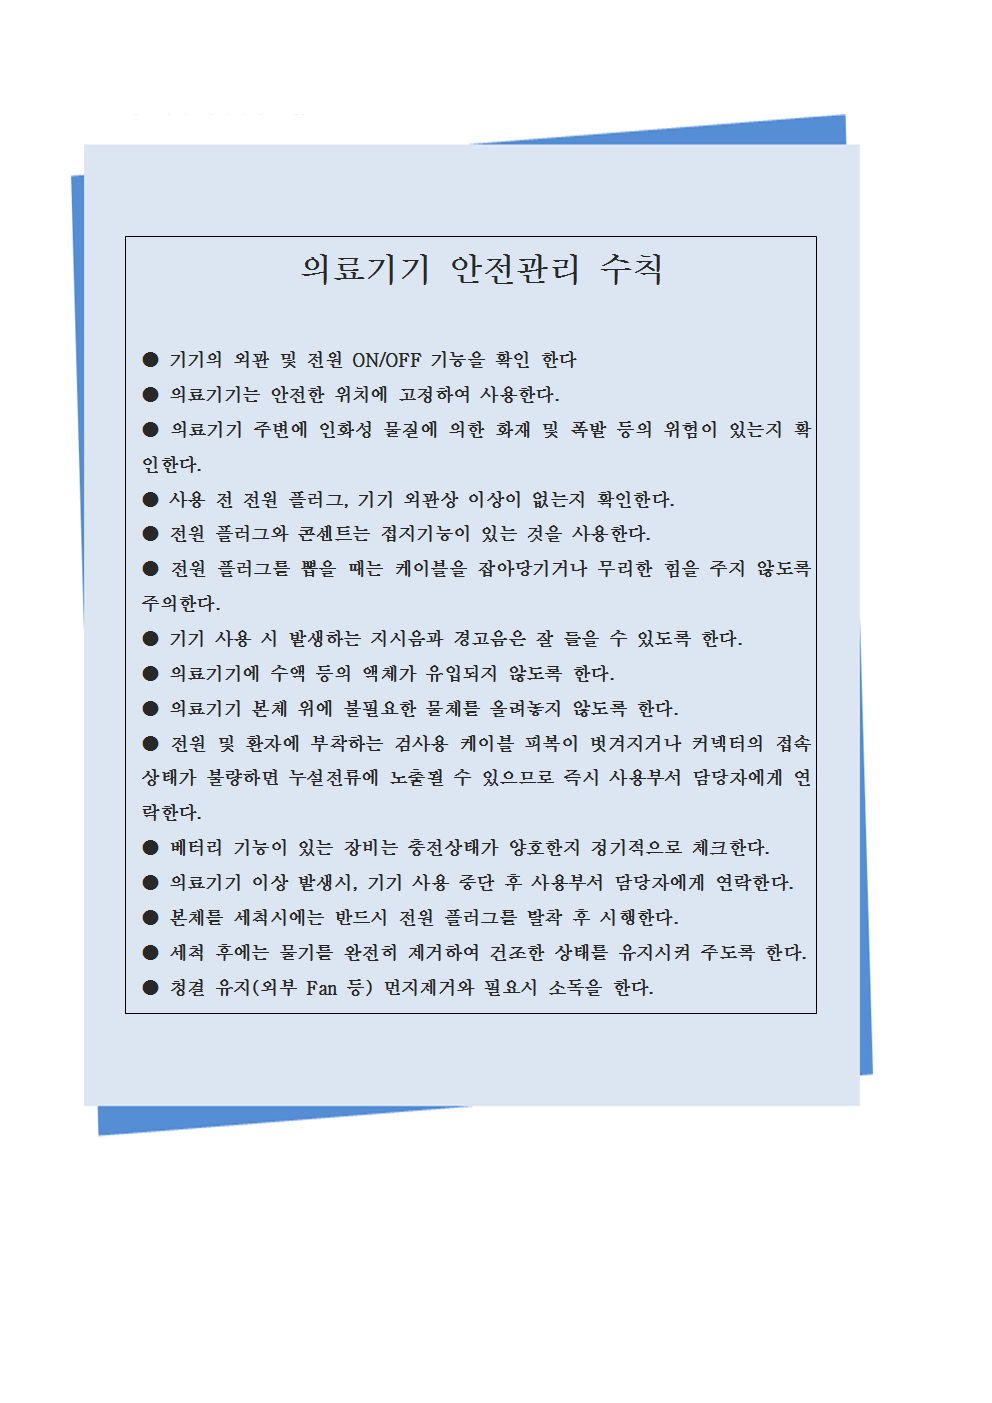 의료기기 안전관리 수칙
● 기기의 외관 및 전원 ON/OFF 기능을 확인 한다
● 의료기기는 안전한 위치에 고정하여 사용한다.
● 의료기기 주변에 인화성 물질에 의한 화재 및 폭발 등의 위험이 있는지 확
인한다.
● 사용 전 전원 플러그, 기기 외관상 이상이 없는지 확인한다.
● 전원 플러그와 콘센트는 접지기능이 있는 것을 사용한다.
● 전원 플러그를 뽑을 때는 케이블을 잡아당기거나 무리한 힘을 주지 않도록
주의한다.
● 기기 사용 시 발생하는 지시음과 경고음은 잘 들을 수 있도록 한다.
● 의료기기에 수액 등의 액체가 유입되지 않도록 한다.
● 의료기기 본체 위에 불필요한 물체를 올려놓지 않도록 한다.
● 전원 및 환자에 부착하는 검사용 케이블 피복이 벗겨지거나 커넥터의 접속
상태가 불량하면 누설전류에 노출될 수 있으므로 즉시 사용부서 담당자에게 연
락한다.
● 베터리 기능이 있는 장비는 충전상태가 양호한지 정기적으로 체크한다.
● 의료기기 이상 발생시, 기기 사용 중단 후 사용부서 담당자에게 연락한다.
● 본체를 세척시에는 반드시 전원 플러그를 탈착 후 시행한다.
● 세척 후에는 물기를 완전히 제거하여 건조한 상태를 유지시켜 주도록 한다.
● 청결 유지(외부 Fan 등) 먼지제거와 필요시 소독을 한다.